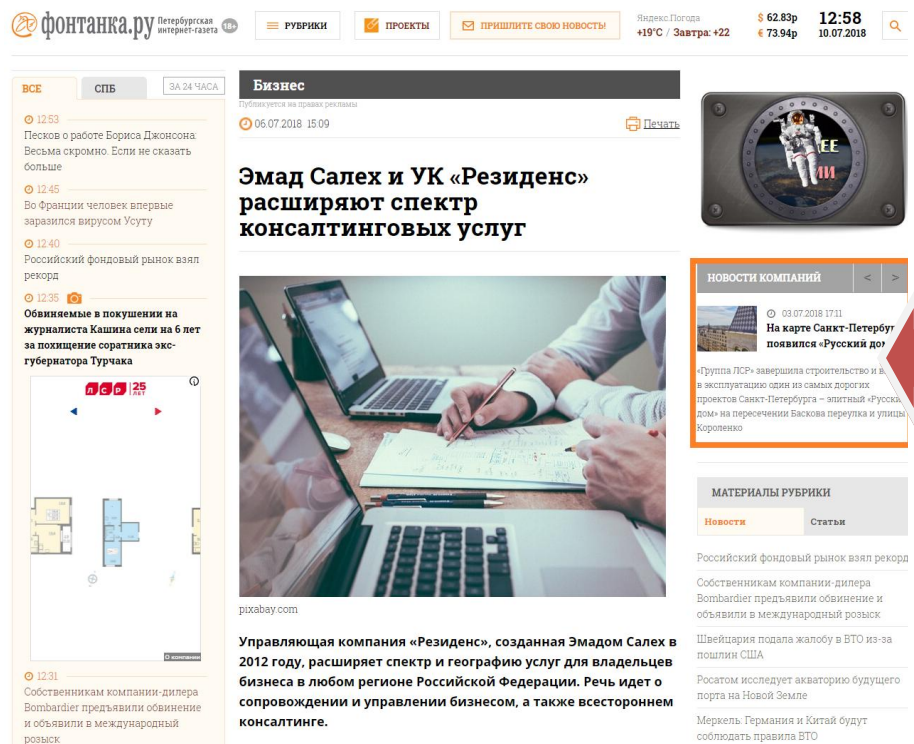 фонтанка.ру
Петербургская
интернет-газета
18+
РУБРИКИ
ПРОЕКТЫ
ПРИШЛИТЕ СВОЮ НОВОСТЬ!
Яндекс.Погода
+19°C / Завтра: +22
$ 62.83р
€ 73.94р
12:58
10.07.2018
ВСЕ
СПБ
ЗА 24 ЧАСА
12:53
Песков о работе Бориса Джонсона:
Весьма скромно. Если не сказать
больше
12:45
Во Франции человек впервые
заразился вирусом Усуту
12:40
Российский фондовый рынок взял
рекорд
12:35
Обвиняемые в покушении на
журналиста Кашина сели на 6 лет
за похищение соратника экс-
губернатора Турчака
ЛСР 25
ЛЕТ
О компании
12:31
Собственникам компании-дилера
Bombardier предъявили обвинение
и объявили в международный
розыск
Бизнес
Публикуется на правах рекламы
06.07.2018 15:09
Печать
Эмад Салех и УК «Резиденс»
расширяют спектр
консалтинговых услуг
pixabay.com
Управляющая компания «Резиденс», созданная Эмадом Салех в
2012 году, расширяет спектр и географию услуг для владельцев
бизнеса в любом регионе Российской Федерации. Речь идет о
сопровождении и управлении бизнесом, а также всестороннем
консалтинге.
ЕЕ
ИИ
НОВОСТИ КОМПАНИЙ
< >
03.07.2018 17:11
На карте Санкт-Петербур
появился «Русский дом
«Группа ЛСР» завершила строительство и в
в эксплуатацию один из самых дорогих
проектов Санкт-Петербурга – элитный «Русски
дом» на пересечении Баскова переулка и улицы
Короленко
МАТЕРИАЛЫ РУБРИКИ
Новости
Статьи
Российский фондовый рынок взял рекорд
Собственникам компании-дилера
Bombardier предъявили обвинение и
объявили в международный розыск
Швейцария подала жалобу в ВТО из-за
пошлин США
Росатом исследует акваторию будущего
порта на Новой Земле
Меркель: Германия и Китай будут
соблюдать правила ВТО